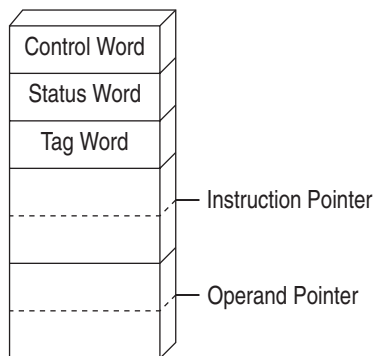 Control Word
Status Word
Tag Word
Instruction Pointer
Operand Pointer